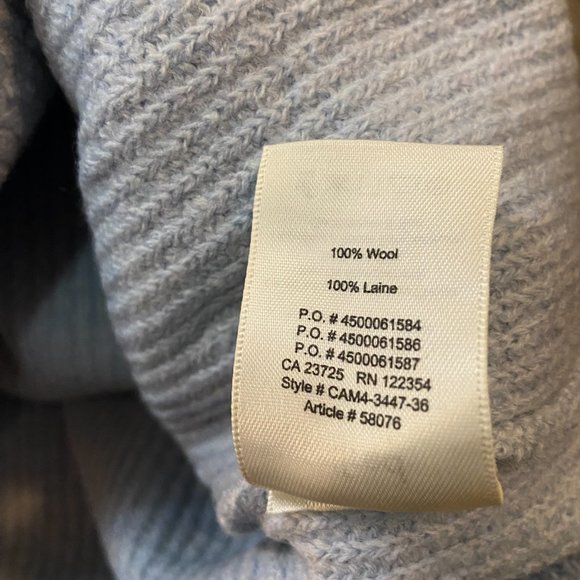 100% Wool
100% Laine
P.O. # 4500061584
P.O. # 4500061586
P.O. # 4500061587
CA 23725 RN 122354
Style # CAM4-3447-36
Article # 58076